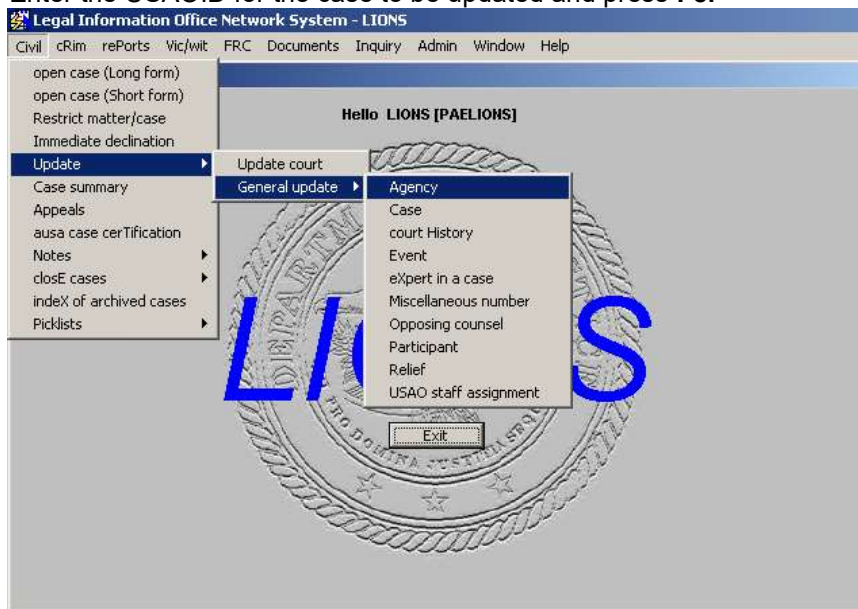 Enter the USAOID for the case to be updated and press F8.
Legal Information Office Network System - LIONS
Civil cRim rePorts Vic/wit FRC Documents Inquiry Admin Window Help
open case (Long form)
open case (Short form)
Restrict matter/case
Immediate declination
Update
Case summary
Appeals
ausa case cerTification
Notes
closE cases
indeX of archived cases
Picklists
Update court
General update
Agency
Case
court History
Event
eXpert in a case
Miscellaneous number
Opposing counsel
Participant
Relief
USAO staff assignment
Hello LIONS [PAELIONS]
LIONS
Exit